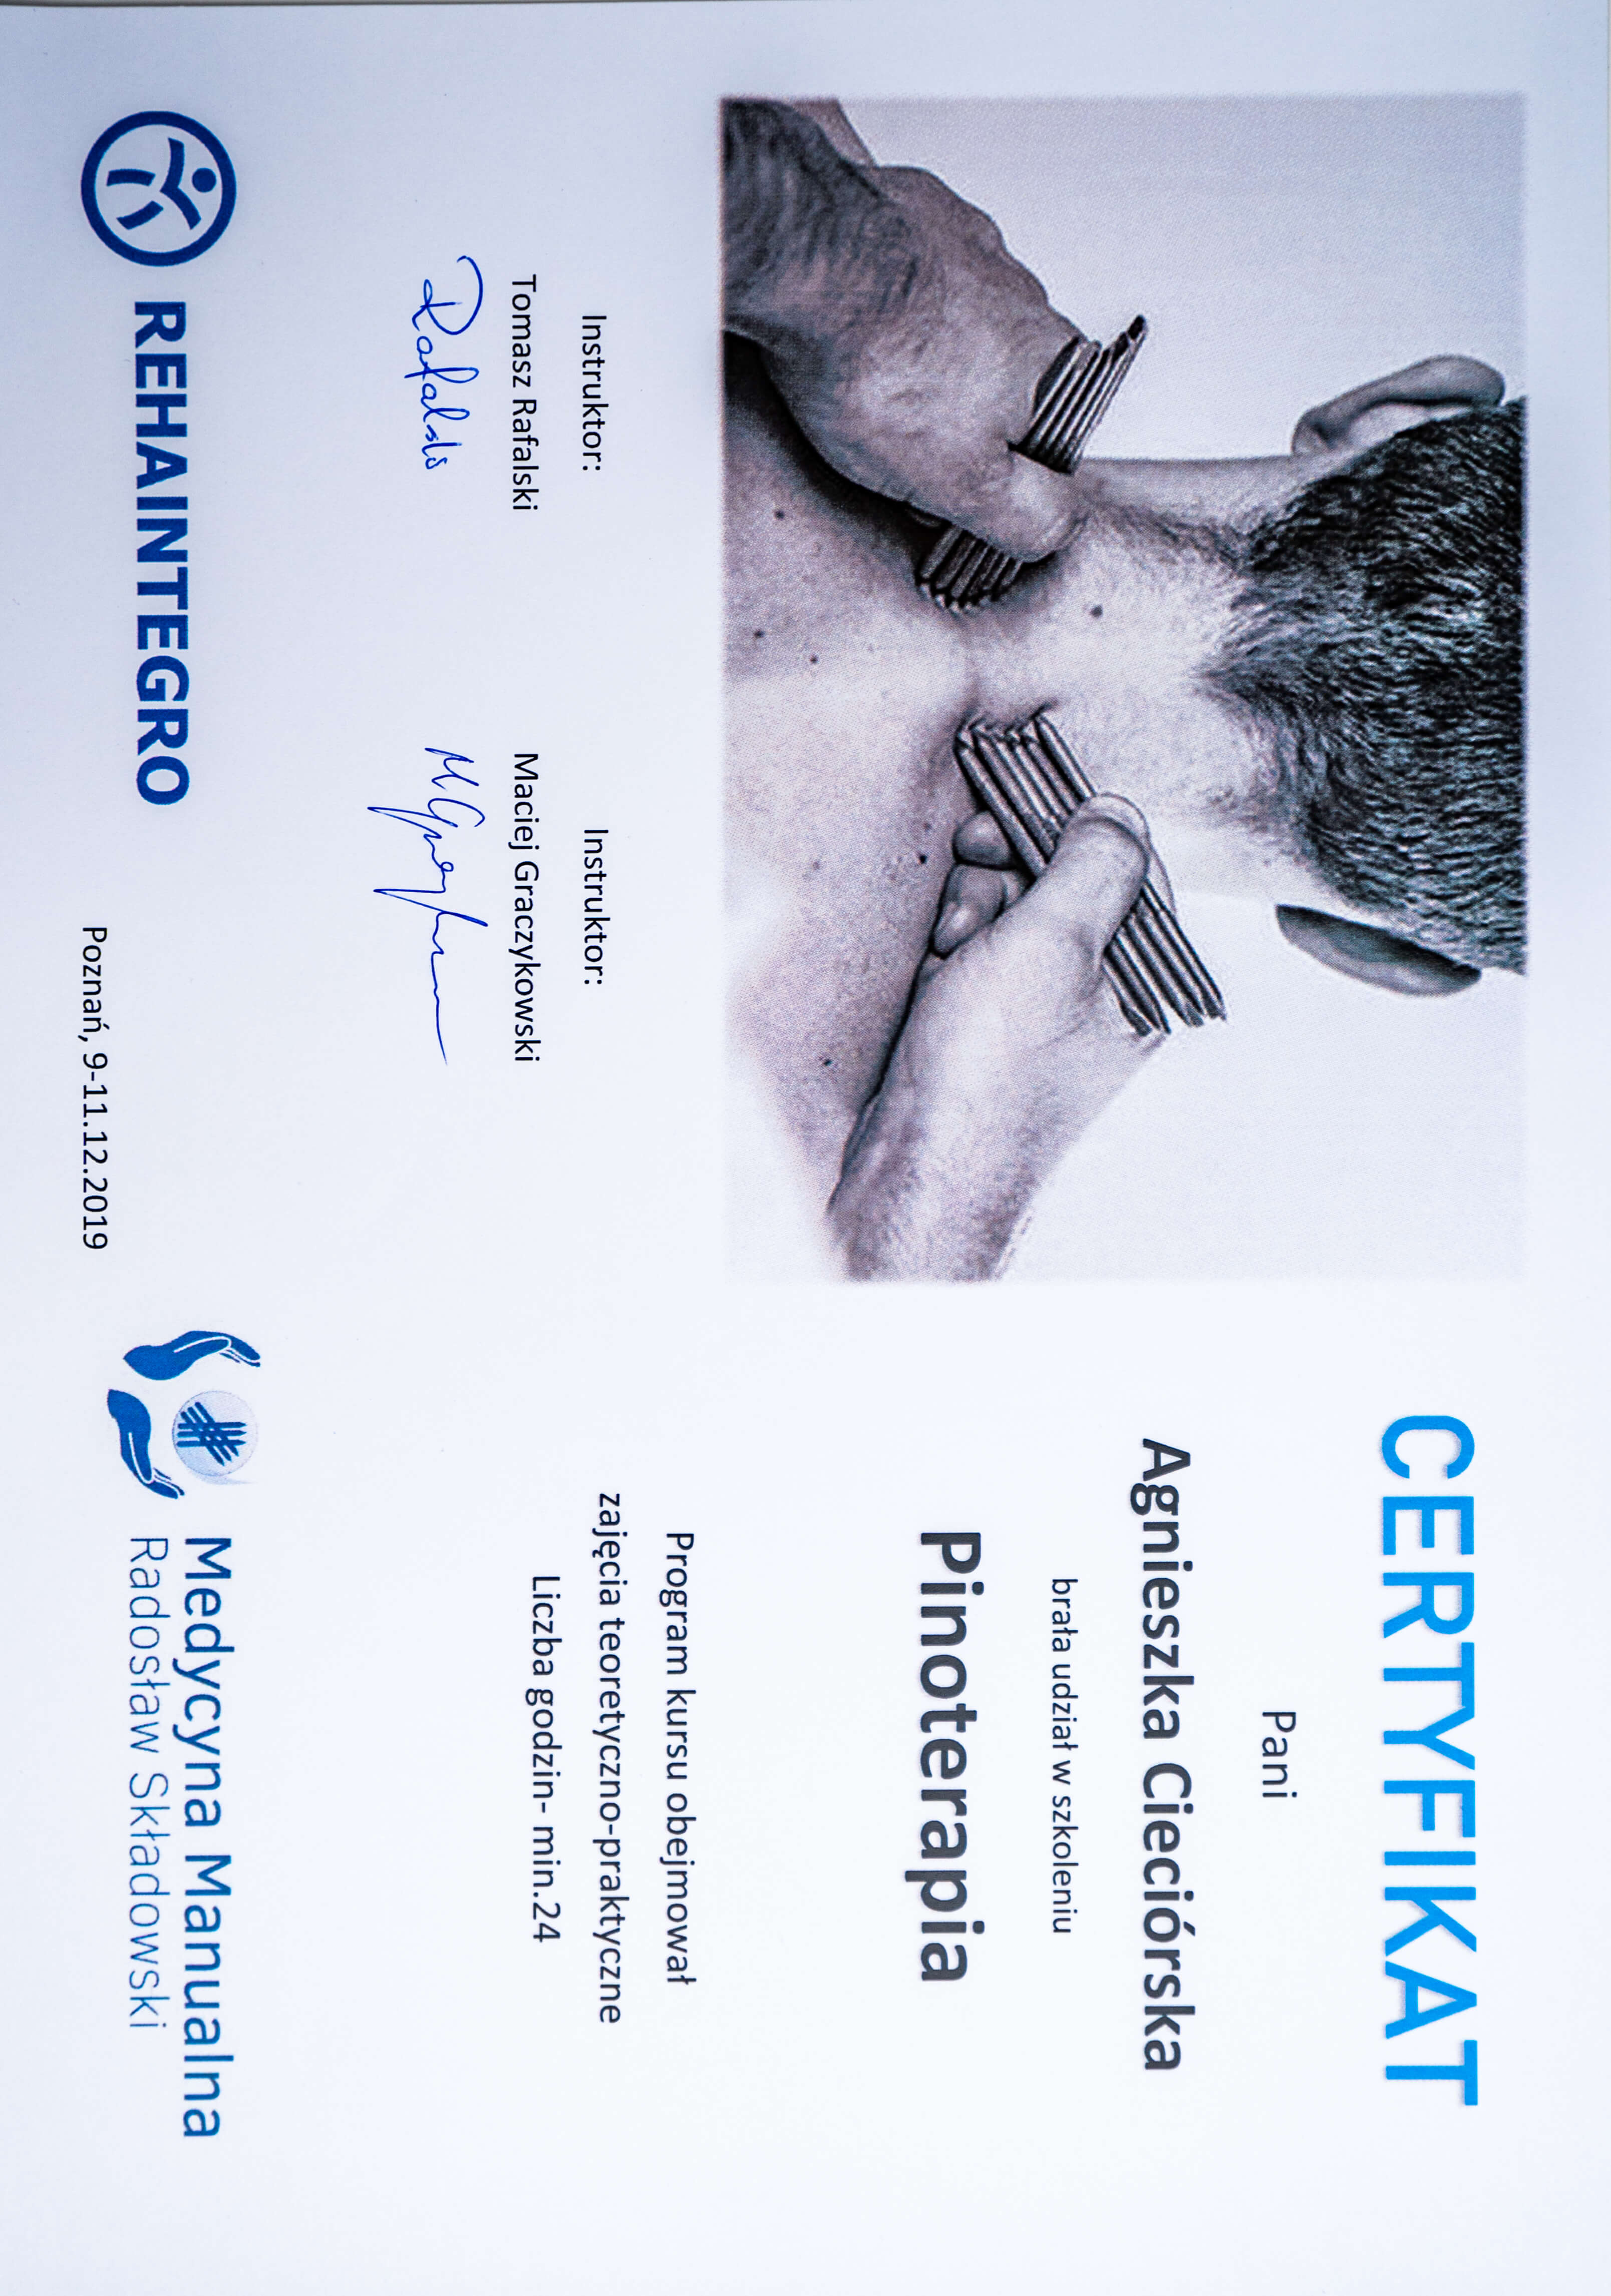 CERTYFIKAT
Pani
Agnieszka Cieciórska
brała udział w szkoleniu
Pinoterapia
Program kursu obejmował
zajęcia teoretyczno-praktyczne
Liczba godzin- min.24
Instruktor:
Tomasz Rafalski
Rafalski
Instruktor:
Maciej Graczykowski
REHAINTEGRO
Poznań, 9-11.12.2019
Medycyna Manualna
Radosław Składowski